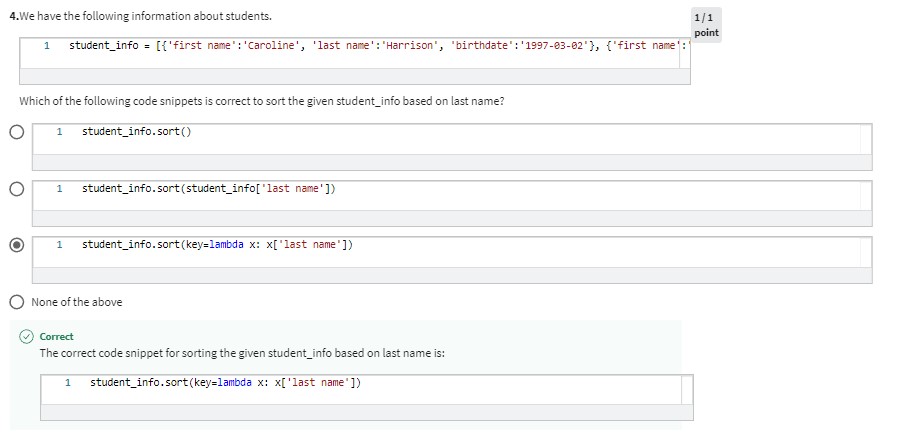 4.We have the following information about students.
1/1
point
1 student_info = [{'first name':'Caroline', 'last name':'Harrison', 'birthdate':'1997-03-02'}, {'first name':'
Which of the following code snippets is correct to sort the given student_info based on last name?
1 student_info.sort()
1 student_info.sort(student_info['last name'])
1 student_info.sort(key=lambda x: x['last name'])
None of the above
Correct
The correct code snippet for sorting the given student_info based on last name is:
1 student_info.sort(key=lambda x: x['last name'])